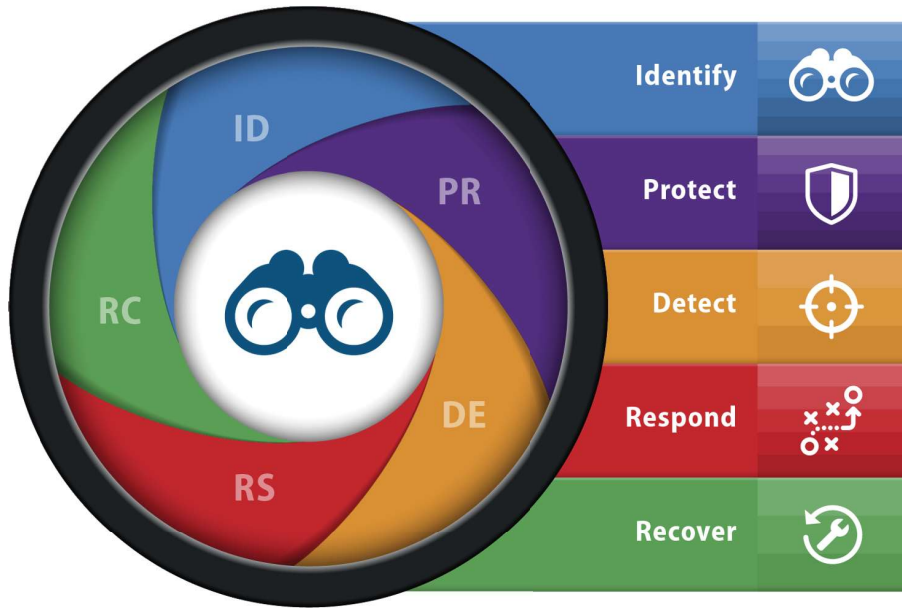 ID
PR
DE
RS
RC
Identify
Protect
Detect
Respond
Recover